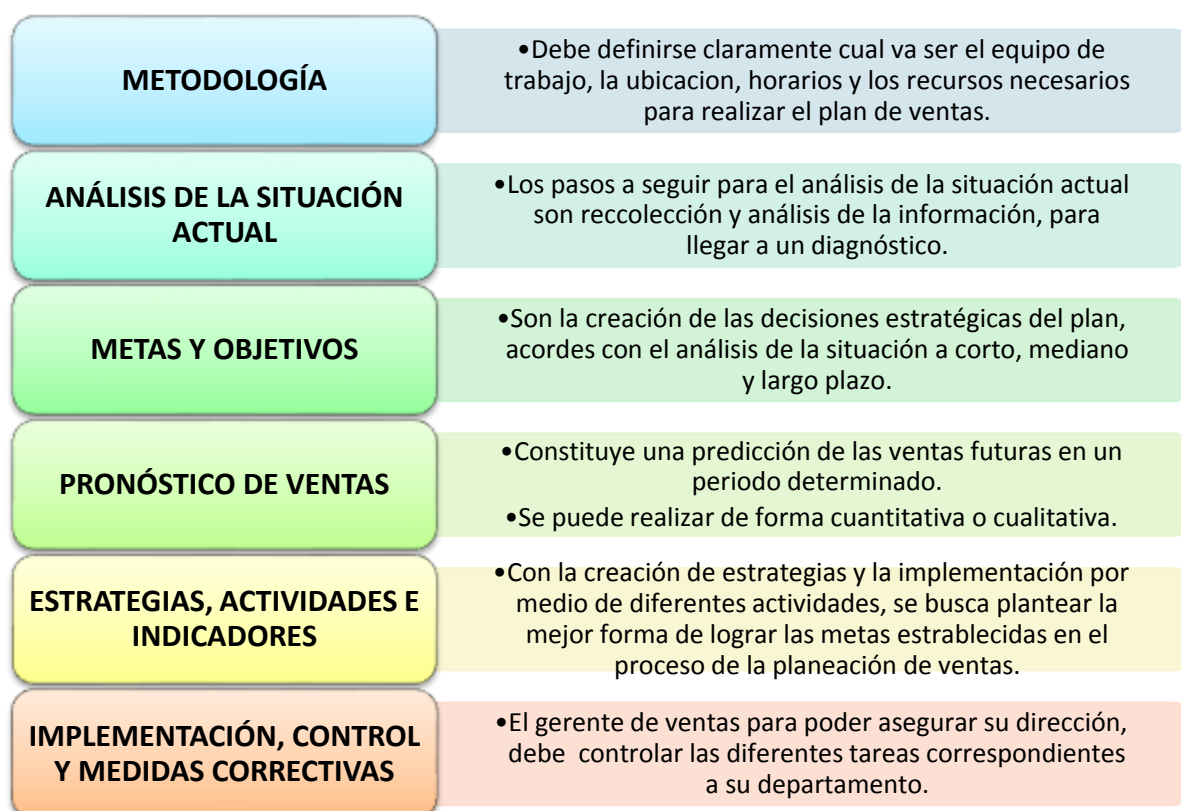 METODOLOGÍA
•Debe definirse claramente cual va ser el equipo de
trabajo, la ubicacion, horarios y los recursos necesarios
para realizar el plan de ventas.
ANÁLISIS DE LA SITUACIÓN
ACTUAL
•Los pasos a seguir para el análisis de la situación actual
son reccolección y análisis de la información, para
llegar a un diagnóstico.
METAS Y OBJETIVOS
•Son la creación de las decisiones estratégicas del plan,
acordes con el análisis de la situación a corto, mediano
y largo plazo.
PRONÓSTICO DE VENTAS
•Constituye una predicción de las ventas futuras en un
periodo determinado.
•Se puede realizar de forma cuantitativa o cualitativa.
ESTRATEGIAS, ACTIVIDADES E
INDICADORES
•Con la creación de estrategias y la implementación por
medio de diferentes actividades, se busca plantear la
mejor forma de lograr las metas estrablecidas en el
proceso de la planeación de ventas.
IMPLEMENTACIÓN, CONTROL
Y MEDIDAS CORRECTIVAS
•El gerente de ventas para poder asegurar su dirección,
debe  controlar las diferentes tareas correspondientes
a su departamento.